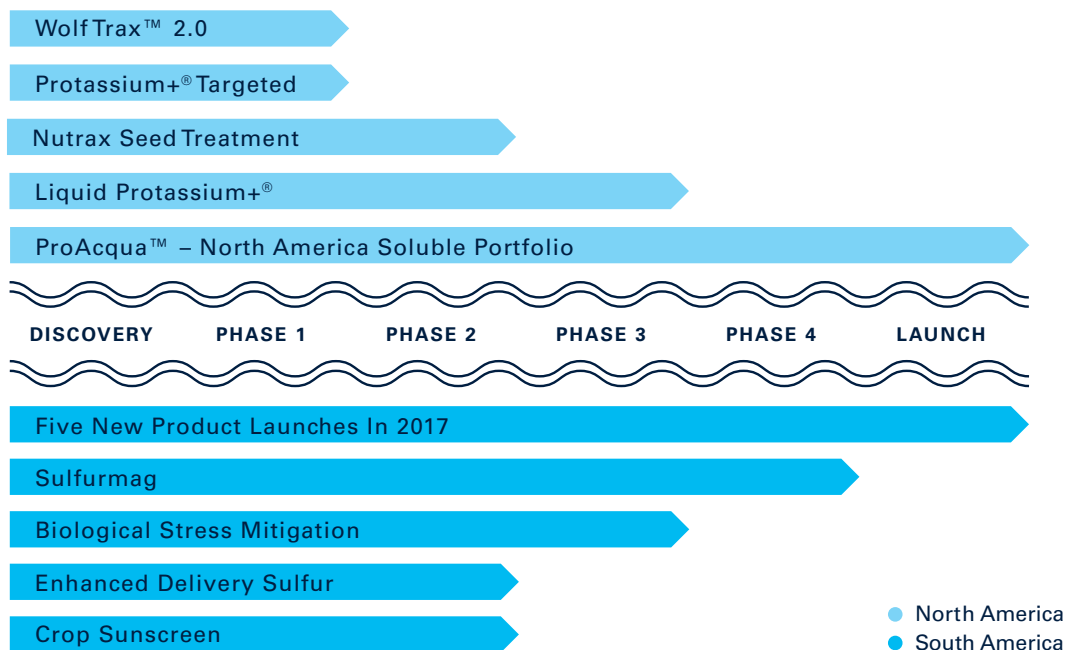 WolfTrax™ 2.0
Protassium+® Targeted
Nutrax Seed Treatment
Liquid Protassium+®
ProAcqua™ – North America Soluble Portfolio
DISCOVERY PHASE 1 PHASE 2 PHASE 3 PHASE 4 LAUNCH
Five New Product Launches In 2017
Sulfurmag
Biological Stress Mitigation
Enhanced Delivery Sulfur
Crop Sunscreen
North America
South America